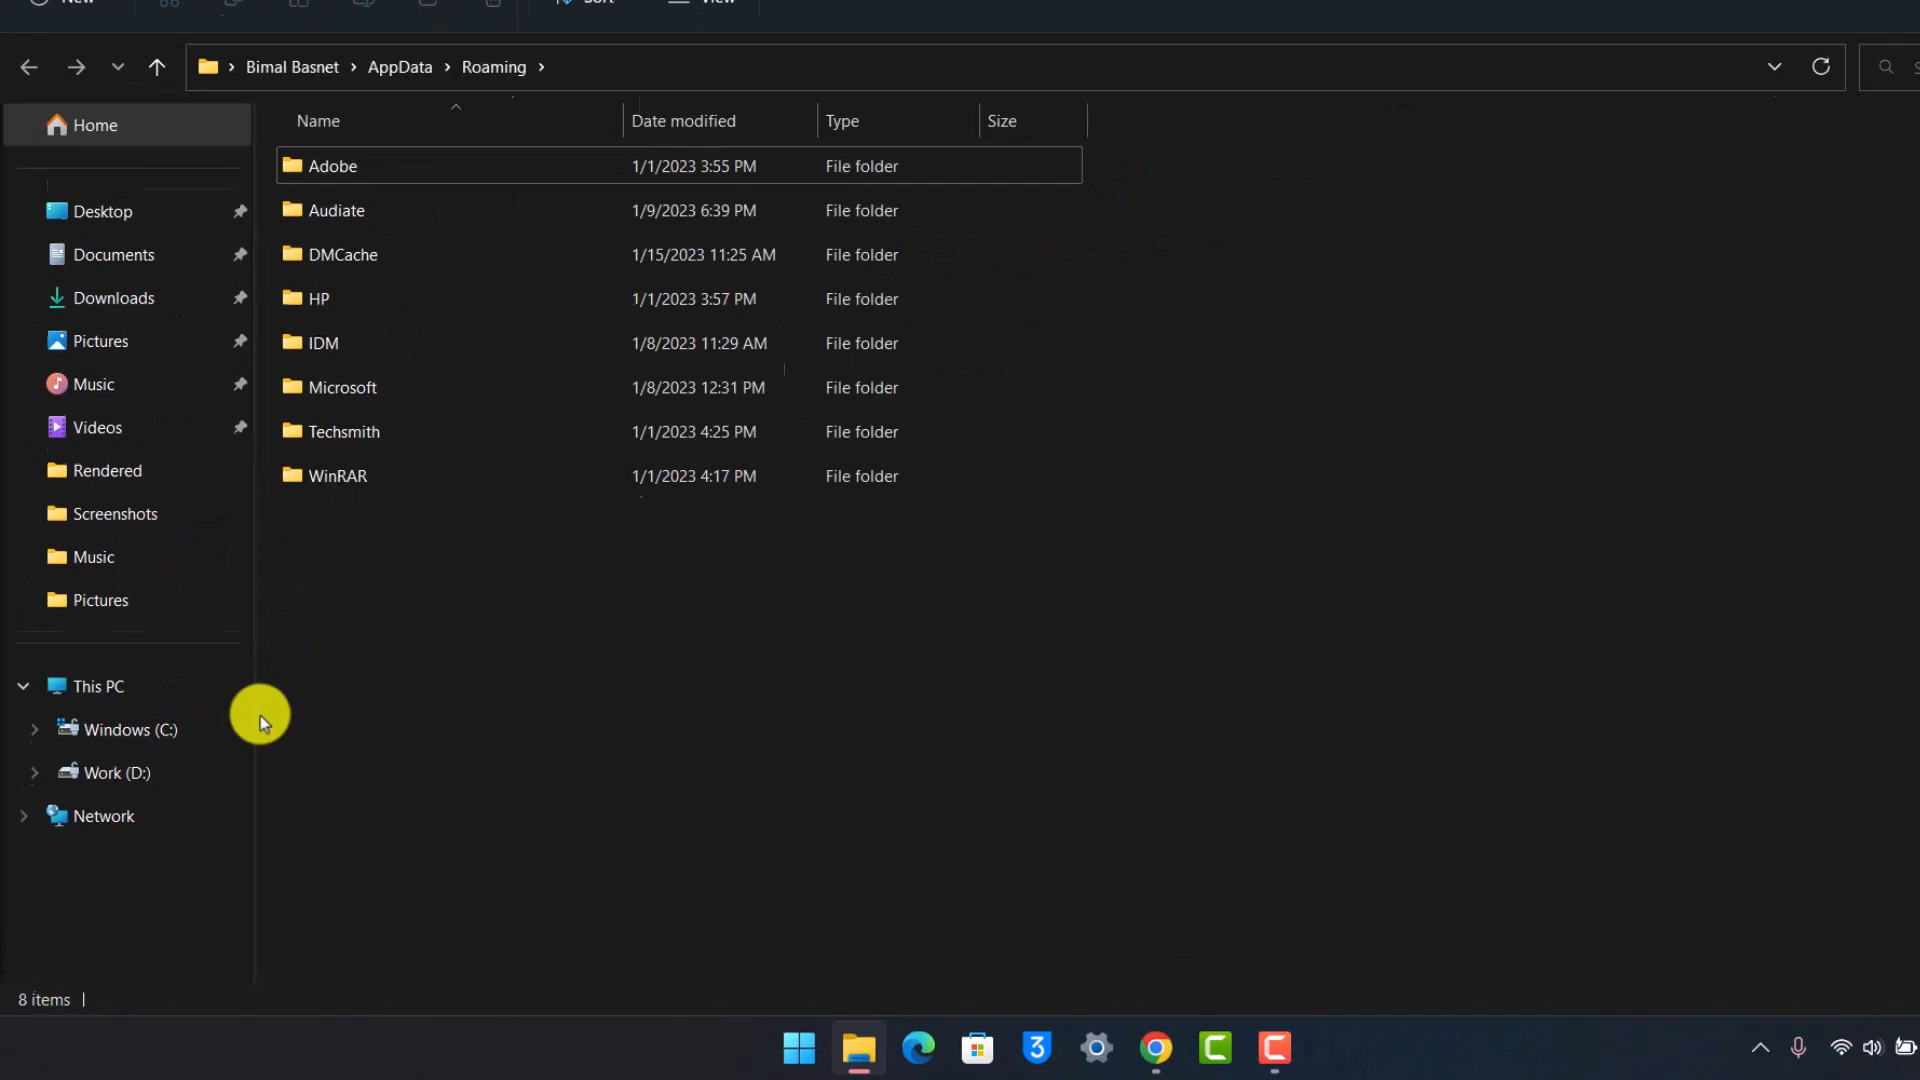 New Sort View
Bimal Basnet AppData Roaming
Name Date modified Type Size
Home
Adobe 1/1/2023 3:55 PM File folder
Desktop Audiate 1/9/2023 6:39 PM File folder
Documents DMCache 1/15/2023 11:25 AM File folder
Downloads HP 1/1/2023 3:57 PM File folder
Pictures IDM 1/8/2023 11:29 AM File folder
Music Microsoft 1/8/2023 12:31 PM File folder
Videos Techsmith 1/1/2023 4:25 PM File folder
Rendered WinRAR 1/1/2023 4:17 PM File folder
Screenshots
Music
Pictures
This PC
Windows (C:)
Work (D:)
Network
8 items
3